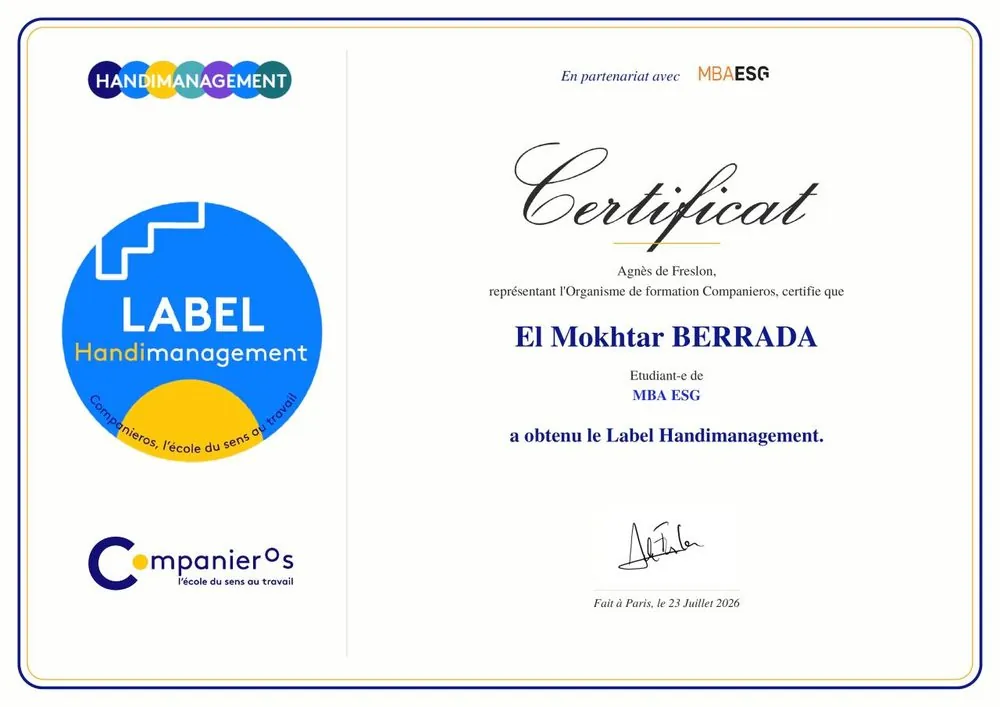 HANDIMANAGEMENT
LABEL
Handimanagement
Companieros, l'école du sens au travail
Companieros
l'école du sens au travail
En partenariat avec MBAESG
Certificat
Agnès de Freslon,
représentant l'Organisme de formation Companieros, certifie que
El Mokhtar BERRADA
Etudiant-e de
MBA ESG
a obtenu le Label Handimanagement.
Fait à Paris, le 23 Juillet 2026